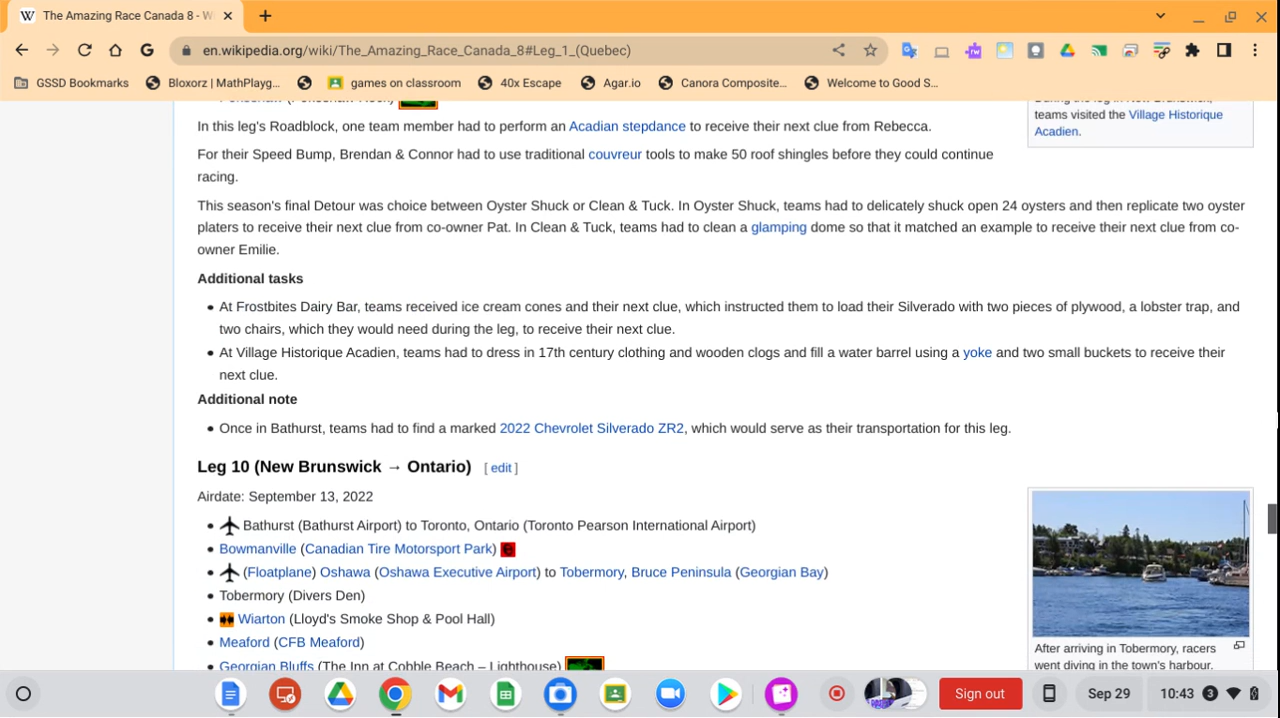 The Amazing Race Canada 8 - W
en.wikipedia.org/wiki/The_Amazing_Race_Canada_8#Leg_1_(Quebec)
GSSD Bookmarks
Bloxorz | MathPlayg...
games on classroom
40x Escape
Agar.io
Canora Composite...
Welcome to Good S...
In this leg's Roadblock, one team member had to perform an Acadian stepdance to receive their next clue from Rebecca.
For their Speed Bump, Brendan & Connor had to use traditional couvreur tools to make 50 roof shingles before they could continue
racing.
teams visited the Village Historique
Acadien.
This season's final Detour was choice between Oyster Shuck or Clean & Tuck. In Oyster Shuck, teams had to delicately shuck open 24 oysters and then replicate two oyster
platers to receive their next clue from co-owner Pat. In Clean & Tuck, teams had to clean a glamping dome so that it matched an example to receive their next clue from co-
owner Emilie.
Additional tasks
• At Frostbites Dairy Bar, teams received ice cream cones and their next clue, which instructed them to load their Silverado with two pieces of plywood, a lobster trap, and
two chairs, which they would need during the leg, to receive their next clue.
• At Village Historique Acadien, teams had to dress in 17th century clothing and wooden clogs and fill a water barrel using a yoke and two small buckets to receive their
next clue.
Additional note
• Once in Bathurst, teams had to find a marked 2022 Chevrolet Silverado ZR2, which would serve as their transportation for this leg.
Leg 10 (New Brunswick → Ontario) [ edit ]
Airdate: September 13, 2022
• Bathurst (Bathurst Airport) to Toronto, Ontario (Toronto Pearson International Airport)
• Bowmanville (Canadian Tire Motorsport Park)
• (Floatplane) Oshawa (Oshawa Executive Airport) to Tobermory, Bruce Peninsula (Georgian Bay)
• Tobermory (Divers Den)
• Wiarton (Lloyd's Smoke Shop & Pool Hall)
• Meaford (CFB Meaford)
• Georgian Bluffs (The Inn at Cobble Beach – Lighthouse)
After arriving in Tobermory, racers
went diving in the town's harbour.
Sign out
Sep 29
10:43
3